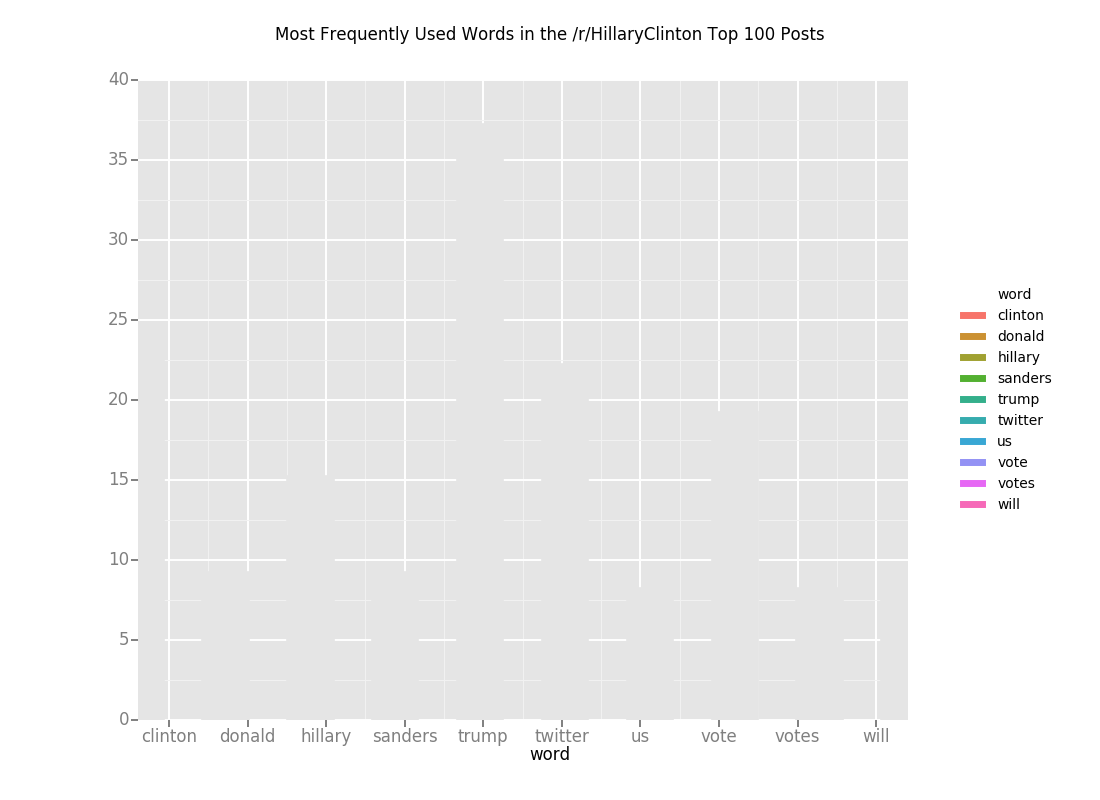 Most Frequently Used Words in the /r/HillaryClinton Top 100 Posts
40
35
30
25
20
15
10
5
0
clinton donald hillary sanders trump twitter us vote votes will
word
word
clinton
donald
hillary
sanders
trump
twitter
us
vote
votes
will